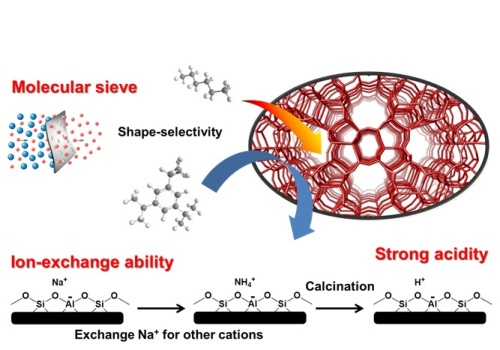 Molecular sieve
Shape-selectivity
Ion-exchange ability
Strong acidity
Na⁺
O Si O Al O Si O
NH₄⁺
O Si O Al O Si O
Calcination
H⁺
O Si O Al O Si O
Exchange Na⁺ for other cations